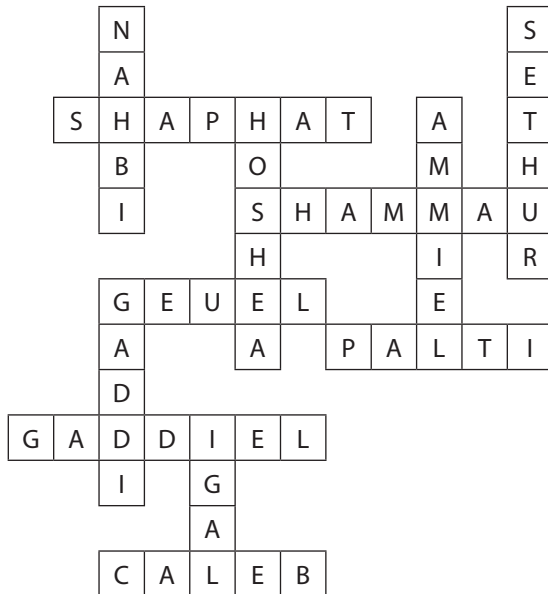 N S
A E
S H A P H A T A T
B O M H
I S H A M M A U
H I R
G E U E L E
A A P A L T I
D
G A D D I E L
I G
A
C A L E B